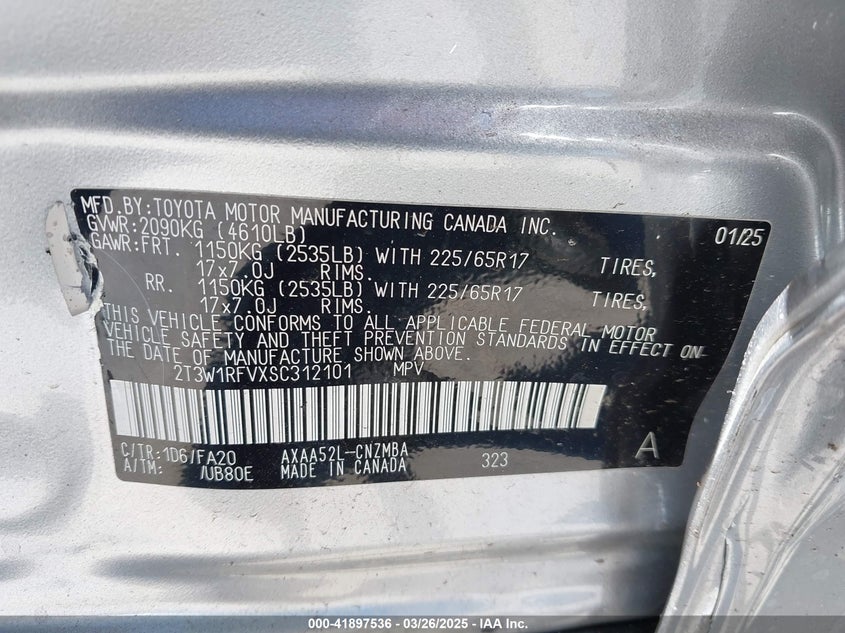 MFD.BY:TOYOTA MOTOR MANUFACTURING CANADA INC.
GVWR:2090KG (4610LB) 01/25
GAWR:FRT. 1150KG (2535LB) WITH 225/65R17 TIRES,
17x7.0J RIMS.
RR. 1150KG (2535LB) WITH 225/65R17 TIRES,
17x7.0J RIMS.
THIS VEHICLE CONFORMS TO ALL APPLICABLE FEDERAL MOTOR
VEHICLE SAFETY AND THEFT PREVENTION STANDARDS IN EFFECT ON
THE DATE OF MANUFACTURE SHOWN ABOVE.
2T3W1RFVXSC312101 MPV
C/TR:1D6/FA20 AXAA52L-CNZMBA 323 A
A/TM: /UB80E MADE IN CANADA
000-41897536 - 03/26/2025 - IAA Inc.